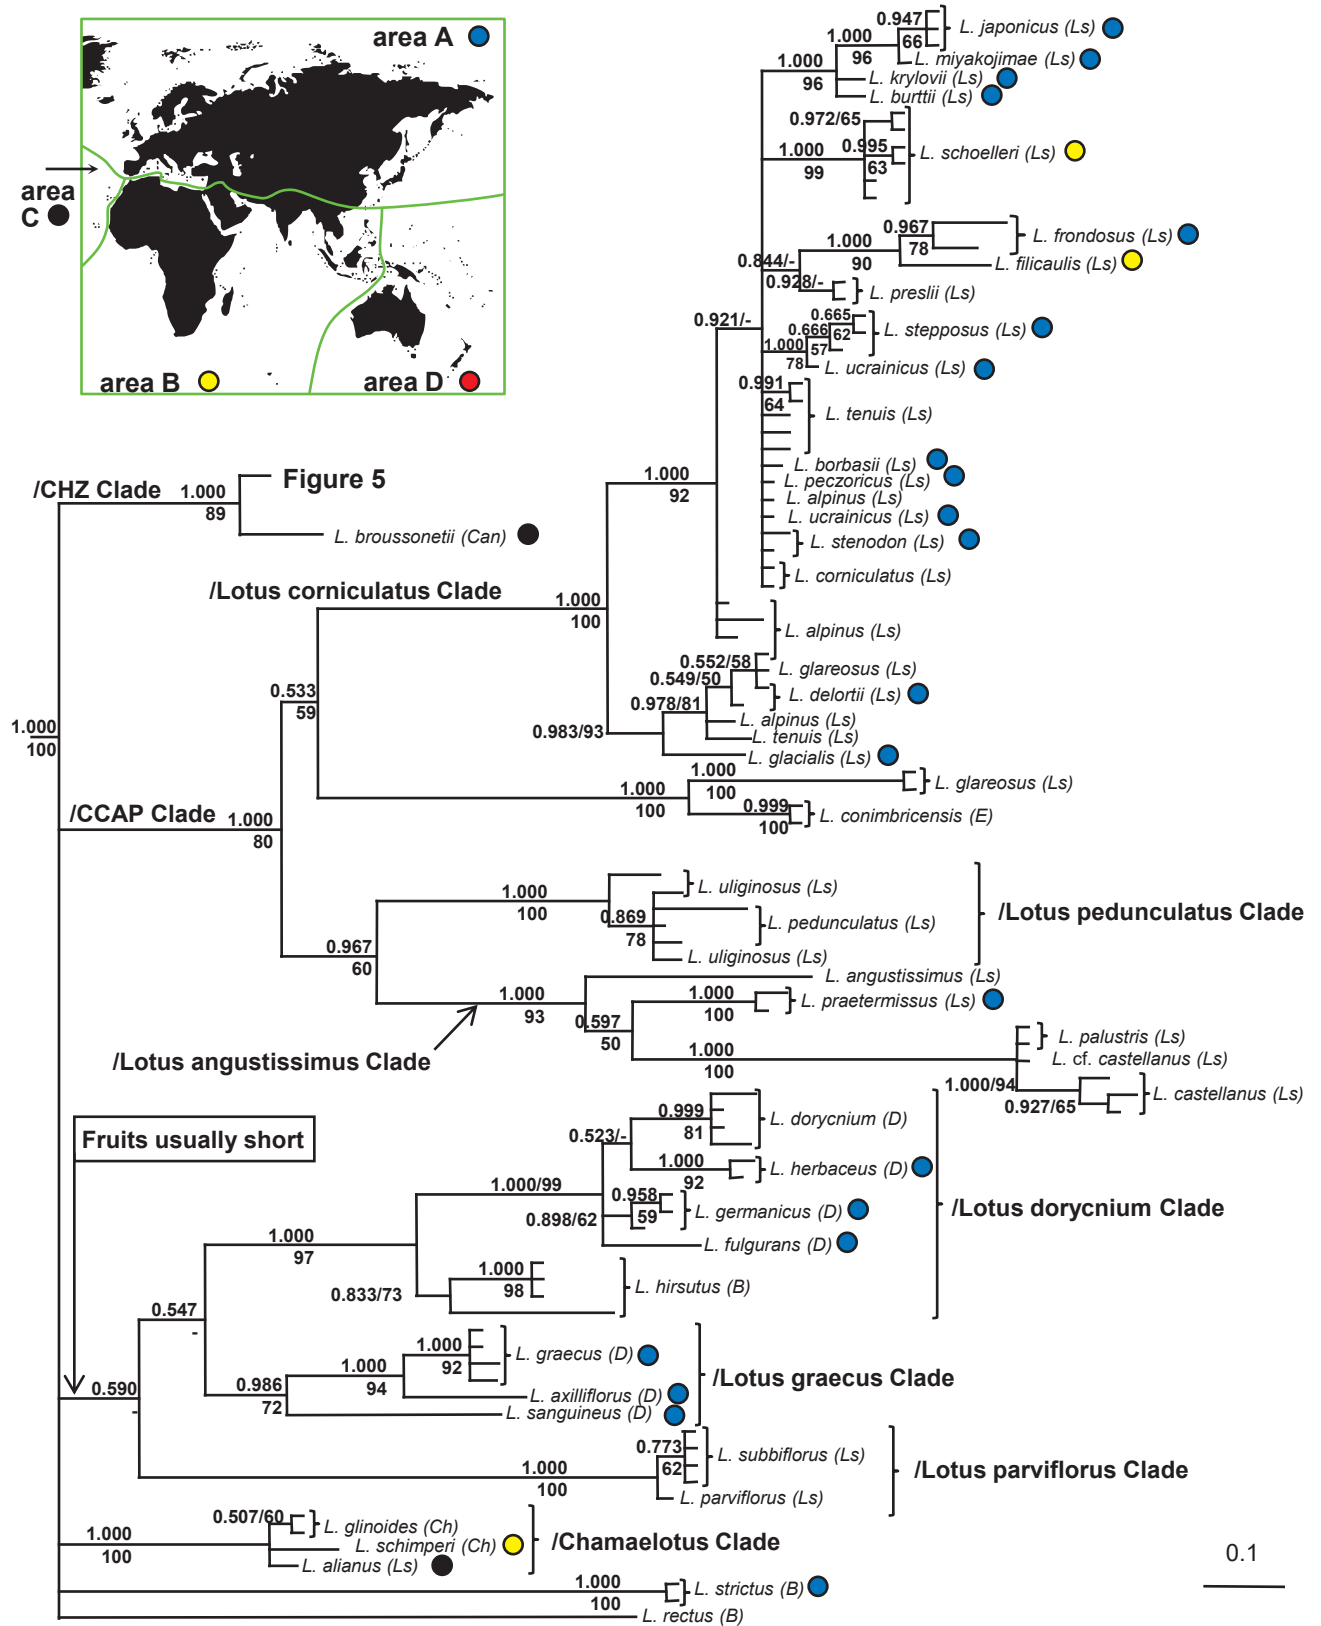 area A
area
C
area B
area D
0.947
66
L. japonicus (Ls)
1.000
96
L. miyakojimae (Ls)
1.000
96
L. krylovii (Ls)
L. burttii (Ls)
0.972/65
0.995
63
1.000
99
L. schoelleri (Ls)
0.967
78
L. frondosus (Ls)
1.000
90
L. filicaulis (Ls)
0.844/-
0.928/-
L. preslii (Ls)
0.921/-
0.665
62
0.666
57
L. stepposus (Ls)
1.000
78
L. ucrainicus (Ls)
0.991
64
L. tenuis (Ls)
L. borbasii (Ls)
L. peczoricus (Ls)
L. alpinus (Ls)
L. ucrainicus (Ls)
L. stenodon (Ls)
L. corniculatus (Ls)
1.000
92
/CHZ Clade
1.000
89
Figure 5
L. broussonetii (Can)
/Lotus corniculatus Clade
1.000
100
L. alpinus (Ls)
0.552/58
L. glareosus (Ls)
0.549/50
L. delortii (Ls)
0.978/81
L. alpinus (Ls)
L. tenuis (Ls)
0.983/93
L. glacialis (Ls)
0.533
59
1.000
100
1.000
100
L. glareosus (Ls)
1.000
100
0.999
100
L. conimbricensis (E)
/CCAP Clade
1.000
80
1.000
100
L. uliginosus (Ls)
0.869
78
L. pedunculatus (Ls)
L. uliginosus (Ls)
/Lotus pedunculatus Clade
0.967
60
L. angustissimus (Ls)
1.000
93
1.000
100
L. praetermissus (Ls)
0.597
50
/Lotus angustissimus Clade
1.000
100
L. palustris (Ls)
L. cf. castellanus (Ls)
1.000/94
0.927/65
L. castellanus (Ls)
Fruits usually short
0.999
81
L. dorycnium (D)
0.523/-
1.000
92
L. herbaceus (D)
1.000/99
0.958
59
L. germanicus (D)
0.898/62
L. fulgurans (D)
/Lotus dorycnium Clade
1.000
97
1.000
98
L. hirsutus (B)
0.833/73
0.547
-
1.000
92
L. graecus (D)
1.000
94
L. axilliflorus (D)
0.986
72
L. sanguineus (D)
/Lotus graecus Clade
0.590
-
0.773
62
L. subbiflorus (Ls)
1.000
100
L. parviflorus (Ls)
/Lotus parviflorus Clade
0.507/60
L. glinoides (Ch)
1.000
100
L. schimperi (Ch)
L. alianus (Ls)
/Chamaelotus Clade
1.000
100
L. strictus (B)
L. rectus (B)
0.1